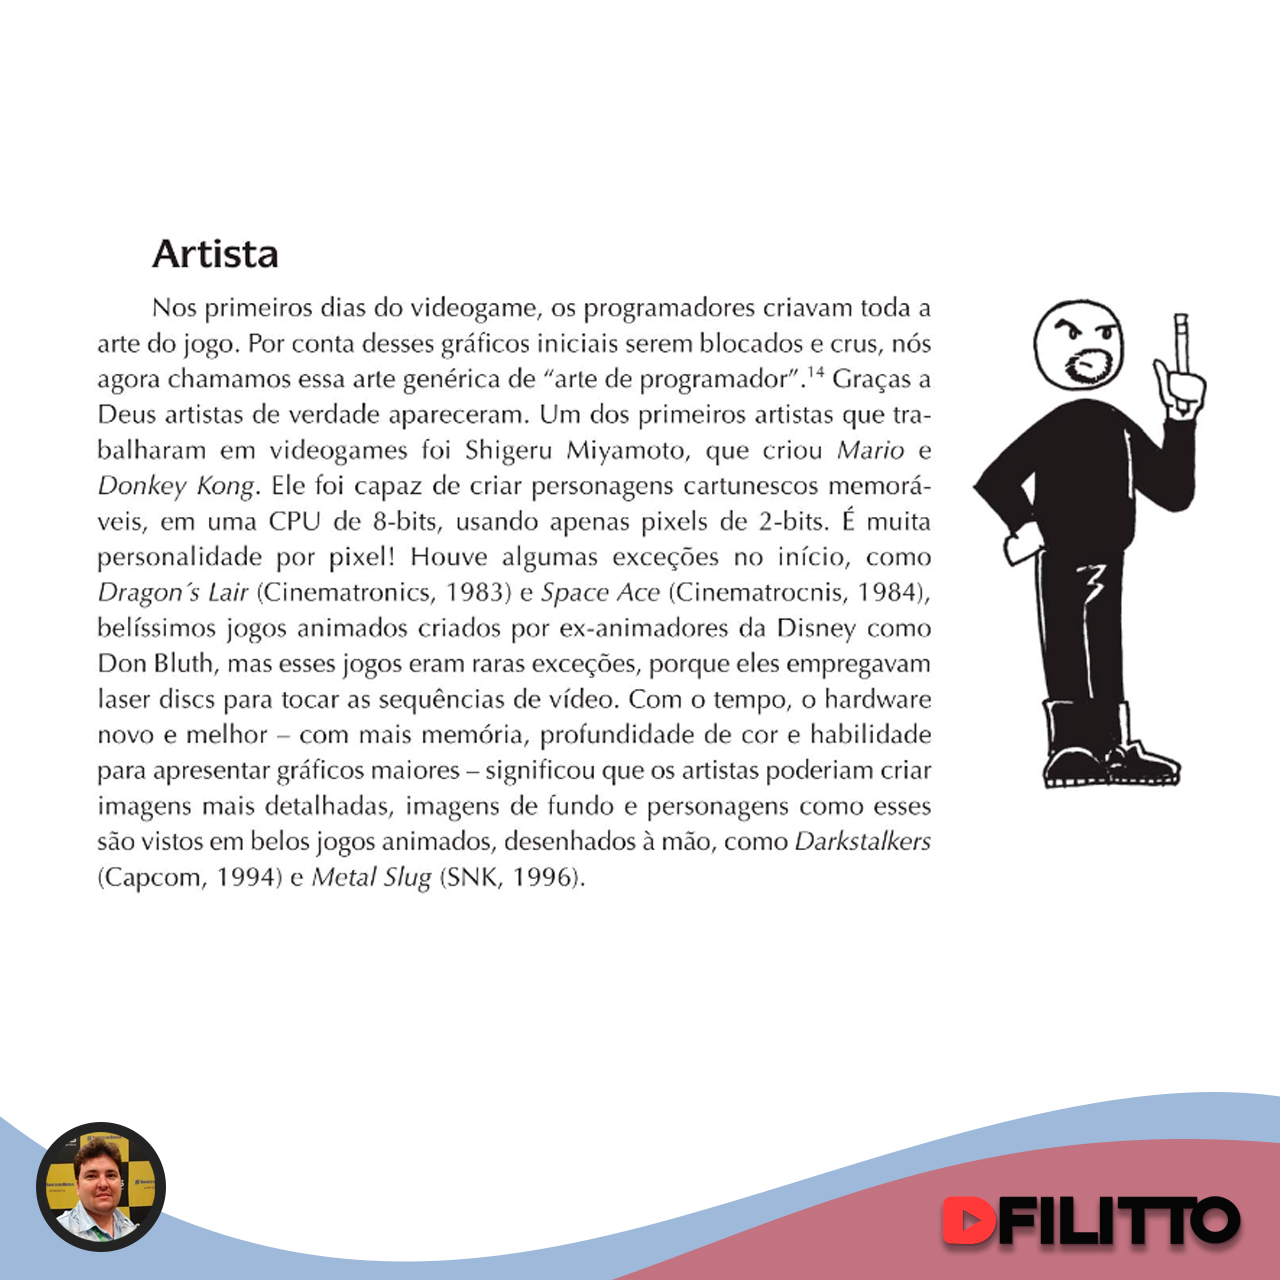 Artista
Nos primeiros dias do videogame, os programadores criavam toda a
arte do jogo. Por conta desses gráficos iniciais serem blocados e crus, nós
agora chamamos essa arte genérica de “arte de programador”.14 Graças a
Deus artistas de verdade apareceram. Um dos primeiros artistas que tra-
balharam em videogames foi Shigeru Miyamoto, que criou Mario e
Donkey Kong. Ele foi capaz de criar personagens cartunescos memorá-
veis, em uma CPU de 8-bits, usando apenas pixels de 2-bits. É muita
personalidade por pixel! Houve algumas exceções no início, como
Dragon´s Lair (Cinematronics, 1983) e Space Ace (Cinematrocnis, 1984),
belíssimos jogos animados criados por ex-animadores da Disney como
Don Bluth, mas esses jogos eram raras exceções, porque eles empregavam
laser discs para tocar as sequências de vídeo. Com o tempo, o hardware
novo e melhor – com mais memória, profundidade de cor e habilidade
para apresentar gráficos maiores – significou que os artistas poderiam criar
imagens mais detalhadas, imagens de fundo e personagens como esses
são vistos em belos jogos animados, desenhados à mão, como Darkstalkers
(Capcom, 1994) e Metal Slug (SNK, 1996).
DFILITTO